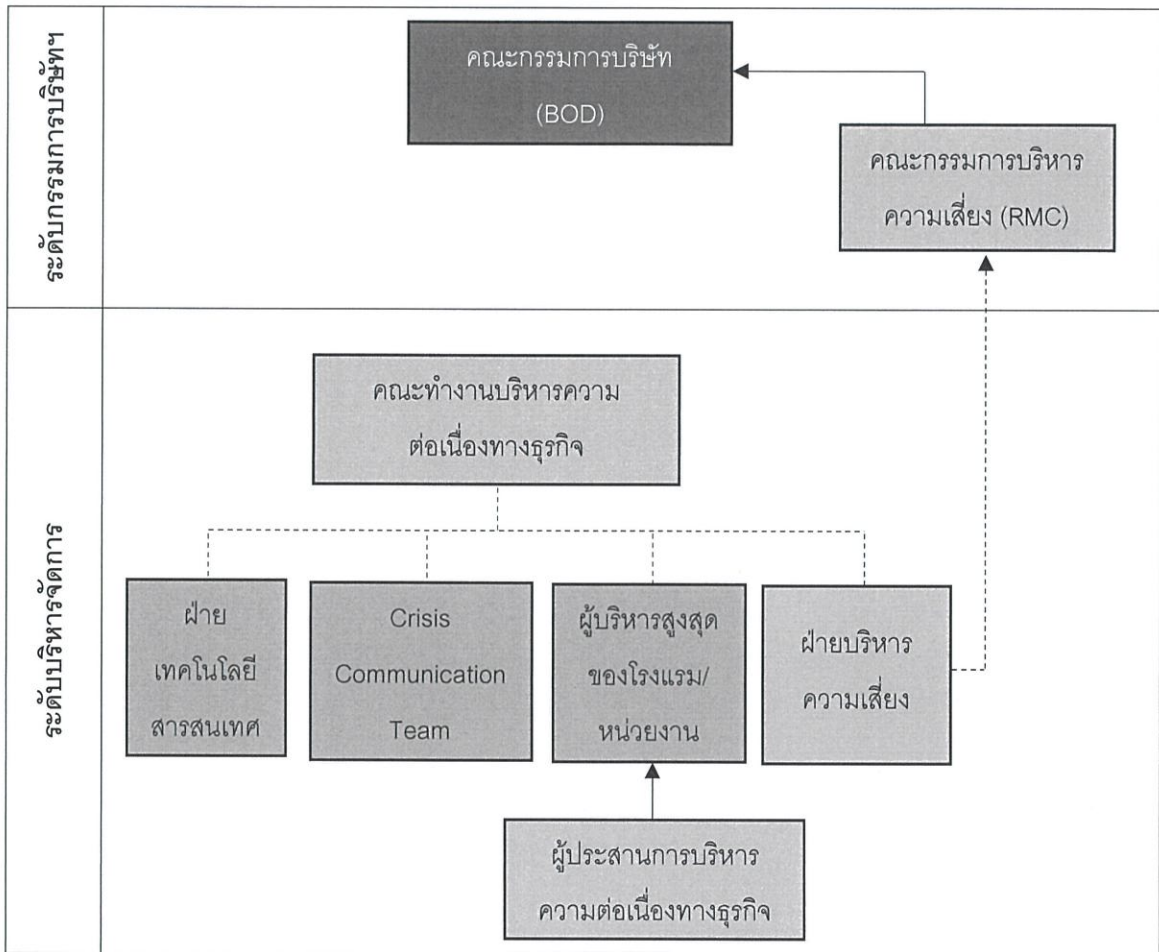 ระดับกรรมการบริษัทฯ
คณะกรรมการบริษัท
(BOD)
คณะกรรมการบริหาร
ความเสี่ยง (RMC)
ระดับบริหารจัดการ
คณะทำงานบริหารความ
ต่อเนื่องทางธุรกิจ
ฝ่าย
เทคโนโลยี
สารสนเทศ
Crisis
Communication
Team
ผู้บริหารสูงสุด
ของโรงแรม/
หน่วยงาน
ฝ่ายบริหาร
ความเสี่ยง
ผู้ประสานการบริหาร
ความต่อเนื่องทางธุรกิจ